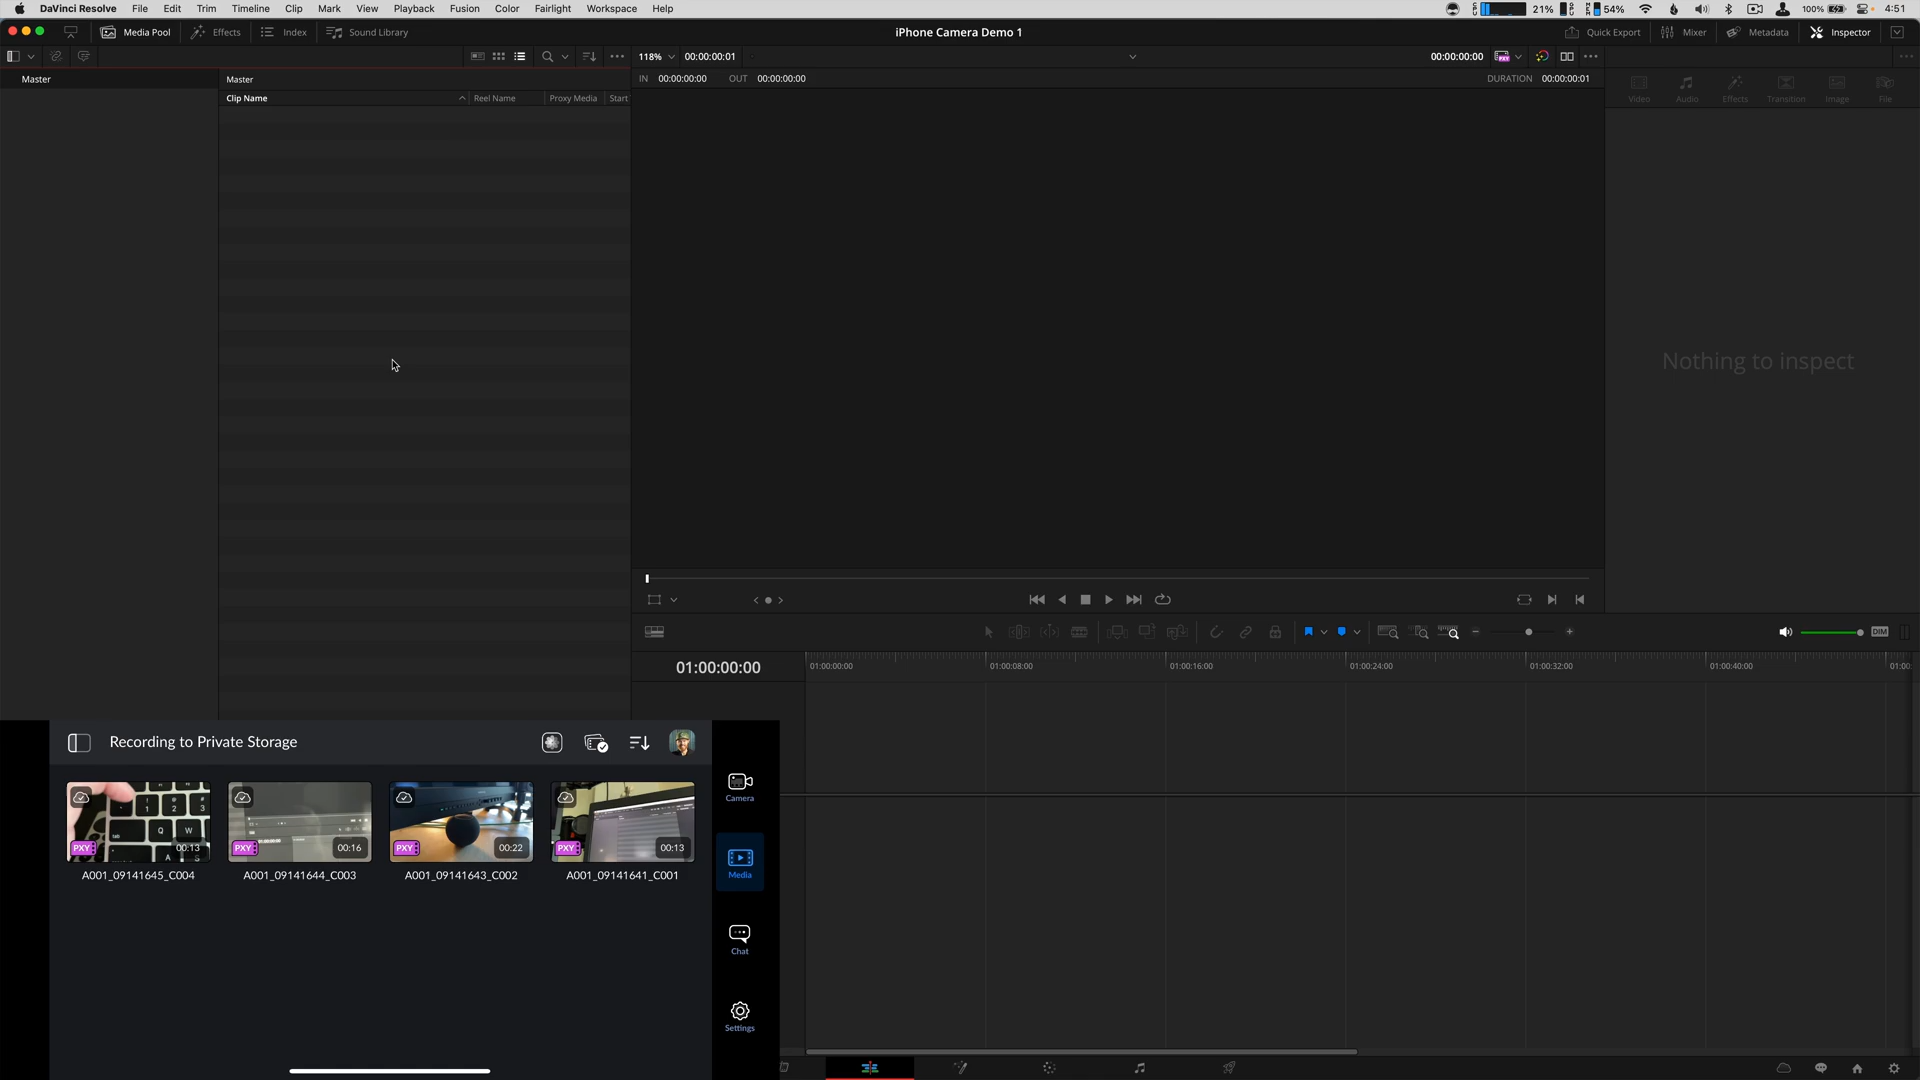 DaVinci Resolve File Edit Trim Timeline Clip Mark View Playback Fusion Color Fairlight Workspace Help 21% 54% 100% 4:51
Media Pool Effects Index Sound Library iPhone Camera Demo 1 Quick Export Mixer Metadata Inspector
118% 00:00:00:01 00:00:00:00 PXY
Master Master IN 00:00:00:00 OUT 00:00:00:00 DURATION 00:00:00:01
Clip Name Reel Name Proxy Media Start
Video Audio Effects Transition Image File
Nothing to inspect
DIM
01:00:00:00 01:00:00:00 01:00:08:00 01:00:16:00 01:00:24:00 01:00:32:00 01:00:40:00 01:00:
Recording to Private Storage
PXY 00:13 PXY 00:16 PXY 00:22 PXY 00:13
A001_09141645_C004 A001_09141644_C003 A001_09141643_C002 A001_09141641_C001
Camera
Media
Chat
Settings